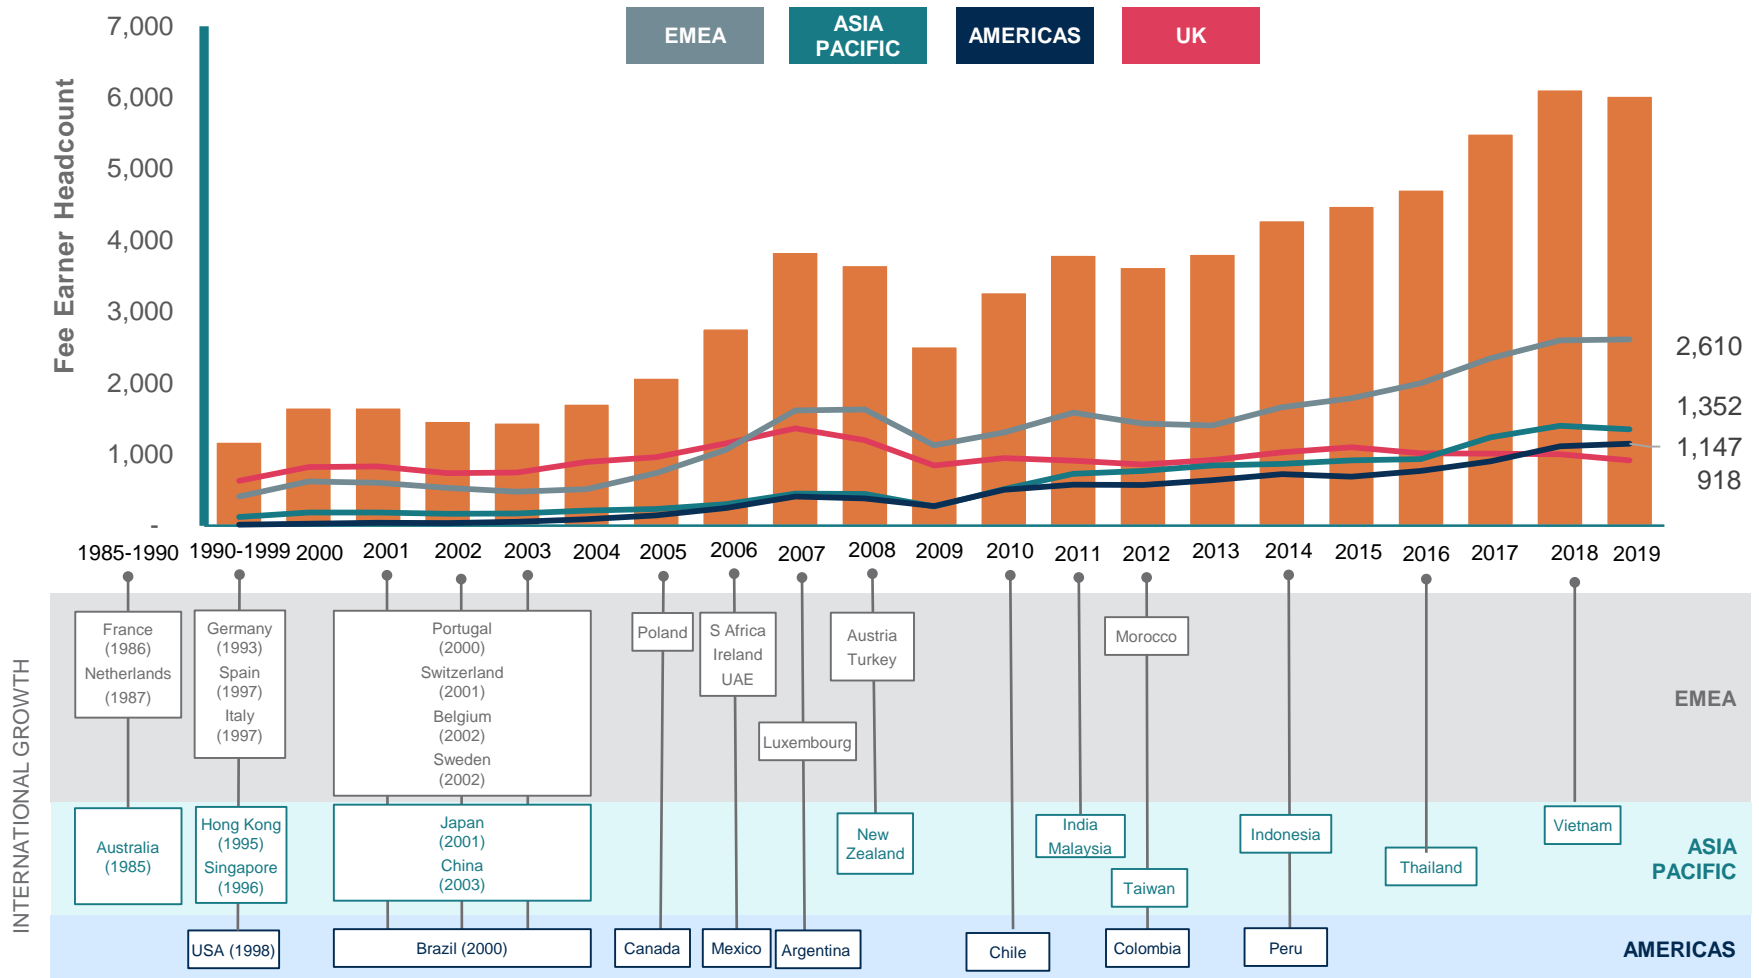 7,000
6,000
5,000
4,000
3,000
2,000
1,000
-
Fee Earner Headcount
EMEA
ASIA
PACIFIC
AMERICAS
UK
2,610
1,352
1,147
918
1985-1990
1990-1999
2000
2001
2002
2003
2004
2005
2006
2007
2008
2009
2010
2011
2012
2013
2014
2015
2016
2017
2018
2019
INTERNATIONAL GROWTH
France
(1986)
Netherlands
(1987)
Germany
(1993)
Spain
(1997)
Italy
(1997)
Portugal
(2000)
Switzerland
(2001)
Belgium
(2002)
Sweden
(2002)
Poland
S Africa
Ireland
UAE
Luxembourg
Austria
Turkey
Morocco
EMEA
Australia
(1985)
Hong Kong
(1995)
Singapore
(1996)
Japan
(2001)
China
(2003)
New
Zealand
India
Malaysia
Taiwan
Indonesia
Thailand
Vietnam
ASIA
PACIFIC
USA (1998)
Brazil (2000)
Canada
Mexico
Argentina
Chile
Colombia
Peru
AMERICAS